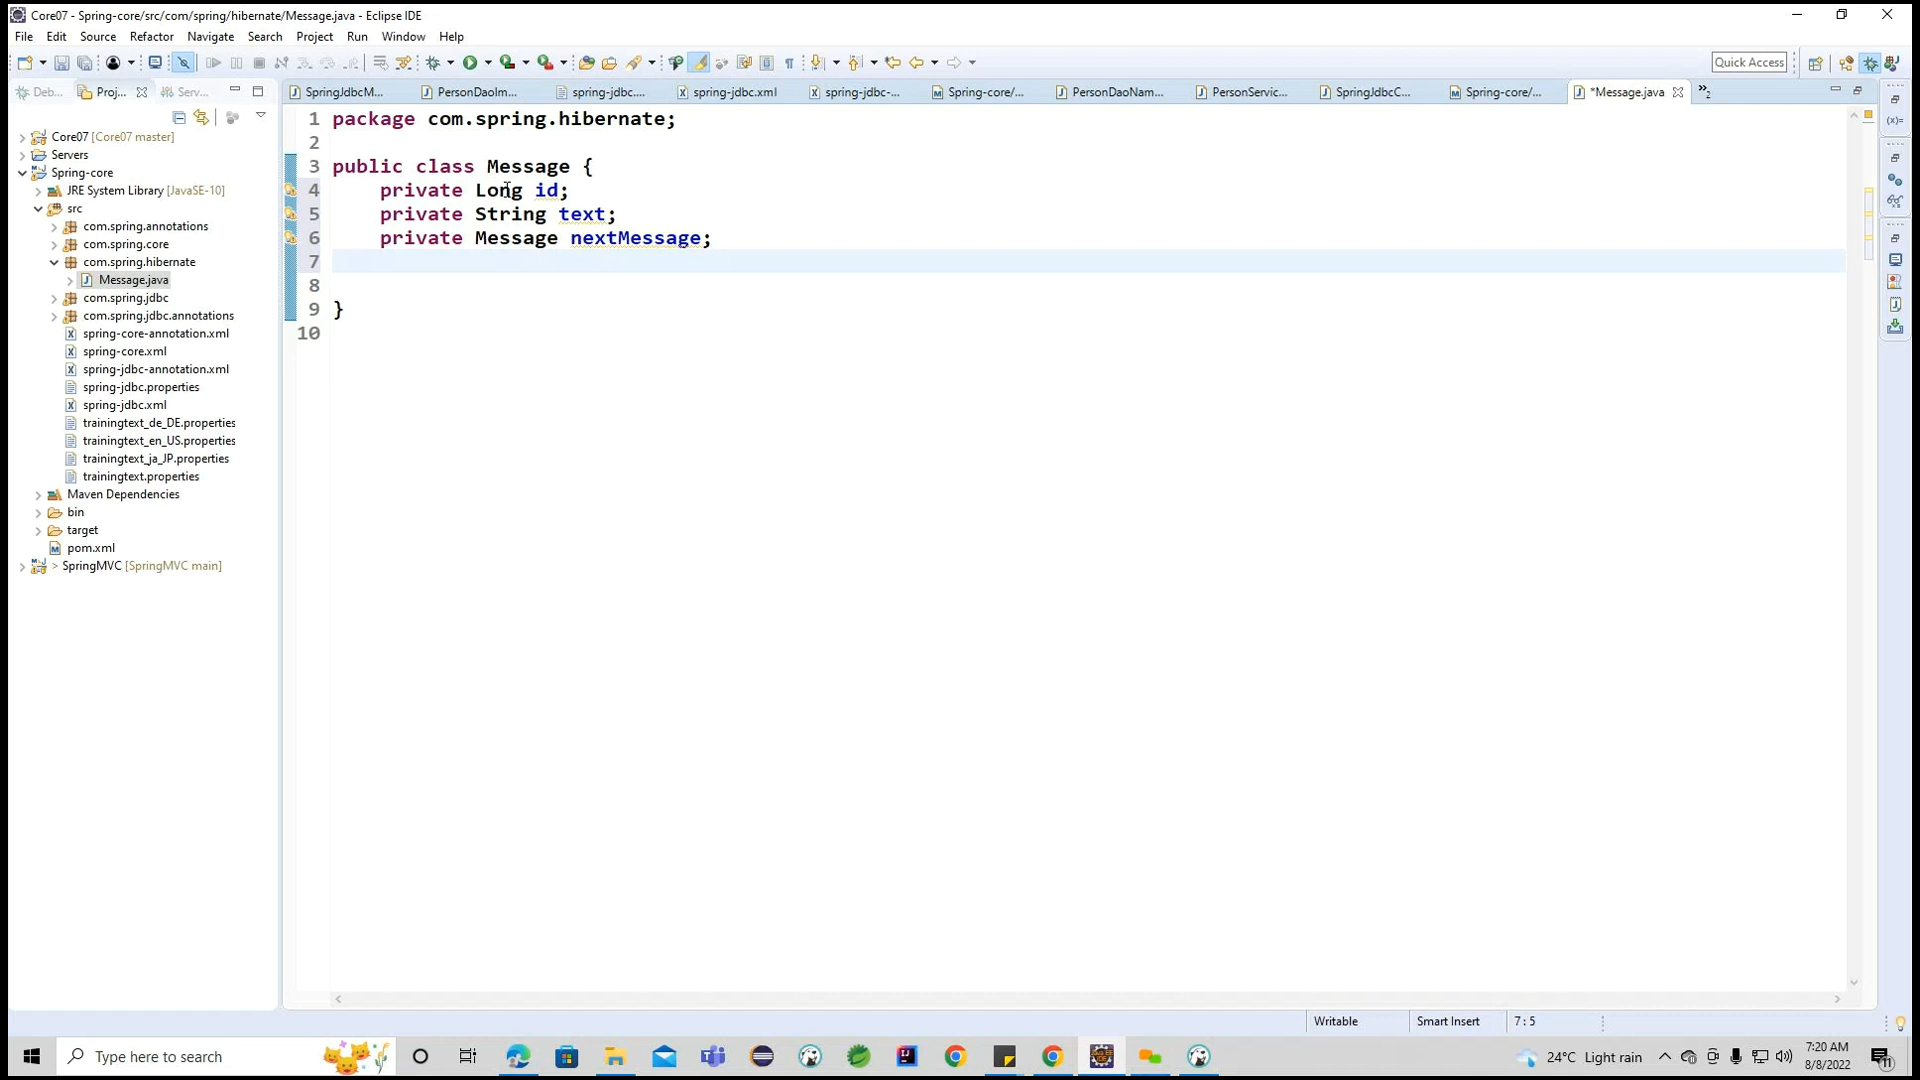 Core07 - Spring-core/src/com/spring/hibernate/Message.java - Eclipse IDE
File Edit Source Refactor Navigate Search Project Run Window Help
Quick Access
Deb... Proj... Serv...
SpringJdbcM... PersonDaoIm... spring-jdbc.... spring-jdbc.xml spring-jdbc-... Spring-core/... PersonDaoNam... PersonServic... SpringJdbcC... Spring-core/... *Message.java »2
Core07 [Core07 master]
Servers
Spring-core
JRE System Library [JavaSE-10]
src
com.spring.annotations
com.spring.core
com.spring.hibernate
Message.java
com.spring.jdbc
com.spring.jdbc.annotations
spring-core-annotation.xml
spring-core.xml
spring-jdbc-annotation.xml
spring-jdbc.properties
spring-jdbc.xml
trainingtext_de_DE.properties
trainingtext_en_US.properties
trainingtext_ja_JP.properties
trainingtext.properties
Maven Dependencies
bin
target
pom.xml
> SpringMVC [SpringMVC main]
1 package com.spring.hibernate;
2
3 public class Message {
4 private Long id;
5 private String text;
6 private Message nextMessage;
7
8
9 }
10
Writable Smart Insert 7 : 5
Type here to search
24°C Light rain
7:20 AM
8/8/2022
11